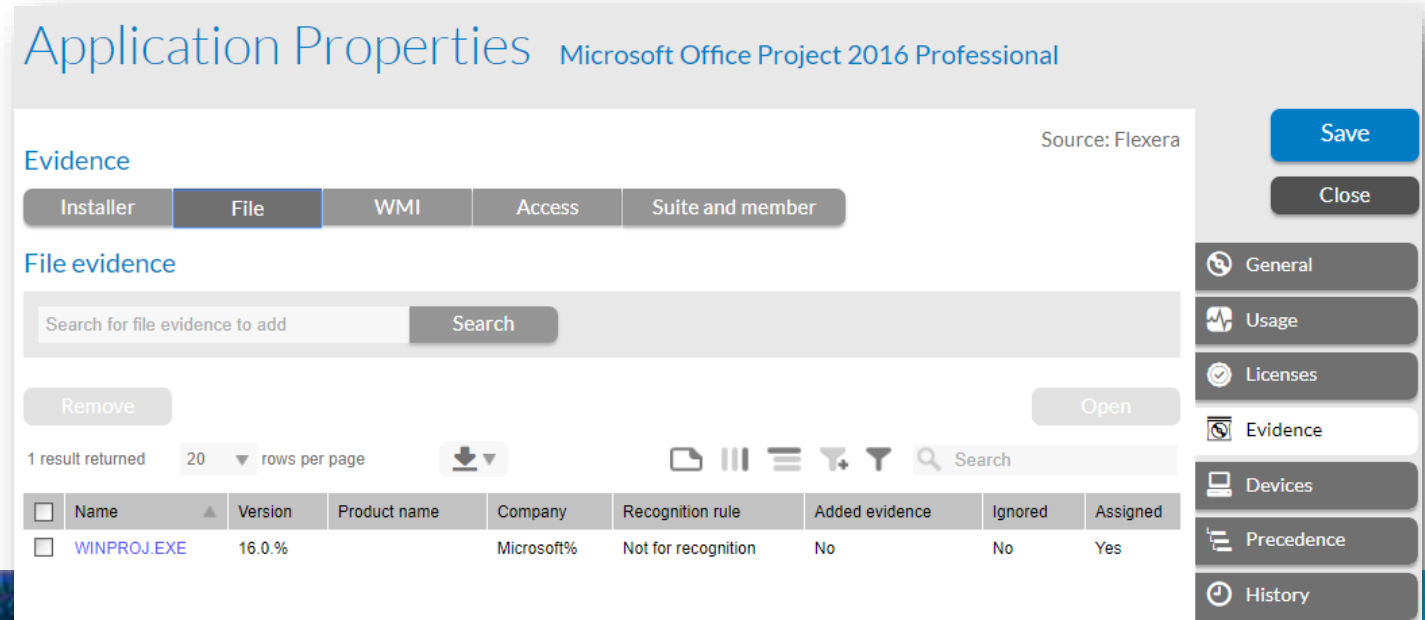 Application Properties Microsoft Office Project 2016 Professional
Source: Flexera
Save
Close
Evidence
Installer File WMI Access Suite and member
File evidence
Search for file evidence to add Search
Remove Open
1 result returned 20 rows per page Search
Name Version Product name Company Recognition rule Added evidence Ignored Assigned
WINPROJ.EXE 16.0.% Microsoft% Not for recognition No No Yes
General
Usage
Licenses
Evidence
Devices
Precedence
History